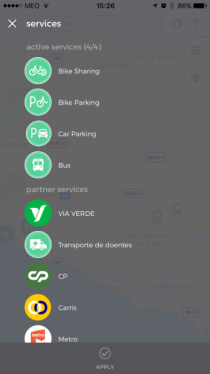 MEO
15:26
88%
services
active services (4/4)
Bike Sharing
Bike Parking
Car Parking
Bus
partner services
VIA VERDE
Transporte de doentes
CP
Carris
metro
Metro
APPLY